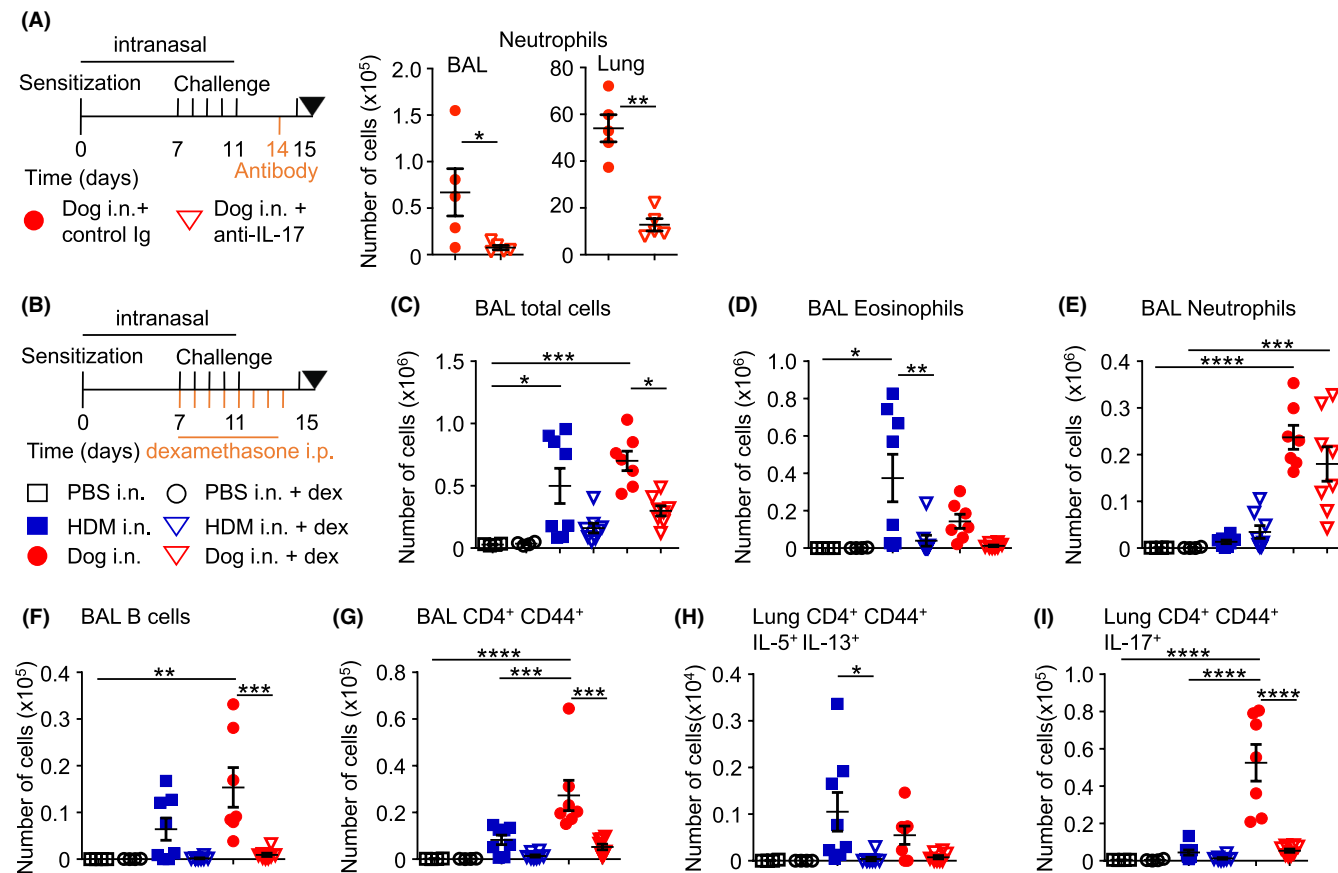 (A)
intranasal
Sensitization Challenge
0 7 11 14 15
Antibody
Time (days)
Dog i.n.+ control Ig
Dog i.n. + anti-IL-17
Neutrophils
BAL
Lung
Number of cells (x10⁵)
2.0
1.5
1.0
0.5
0
*
80
60
40
20
0
**
(B)
intranasal
Sensitization Challenge
0 7 11 15
Time (days) dexamethasone i.p.
PBS i.n. PBS i.n. + dex
HDM i.n. HDM i.n. + dex
Dog i.n. Dog i.n. + dex
(C) BAL total cells
Number of cells (x10⁶)
1.5
1.0
0.5
0
***
*
*
(D) BAL Eosinophils
Number of cells (x10⁶)
1.0
0.8
0.6
0.4
0.2
0
*
**
(E) BAL Neutrophils
Number of cells (x10⁶)
0.4
0.3
0.2
0.1
0
***
****
(F) BAL B cells
Number of cells (x10⁵)
0.4
0.3
0.2
0.1
0
**
***
(G) BAL CD4⁺ CD44⁺
Number of cells (x10⁵)
0.8
0.6
0.4
0.2
0
****
***
***
(H) Lung CD4⁺ CD44⁺
IL-5⁺ IL-13⁺
Number of cells(x10⁴)
0.4
0.3
0.2
0.1
0
*
(I) Lung CD4⁺ CD44⁺
IL-17⁺
Number of cells(x10⁵)
1.0
0.8
0.6
0.4
0.2
0
****
****
****